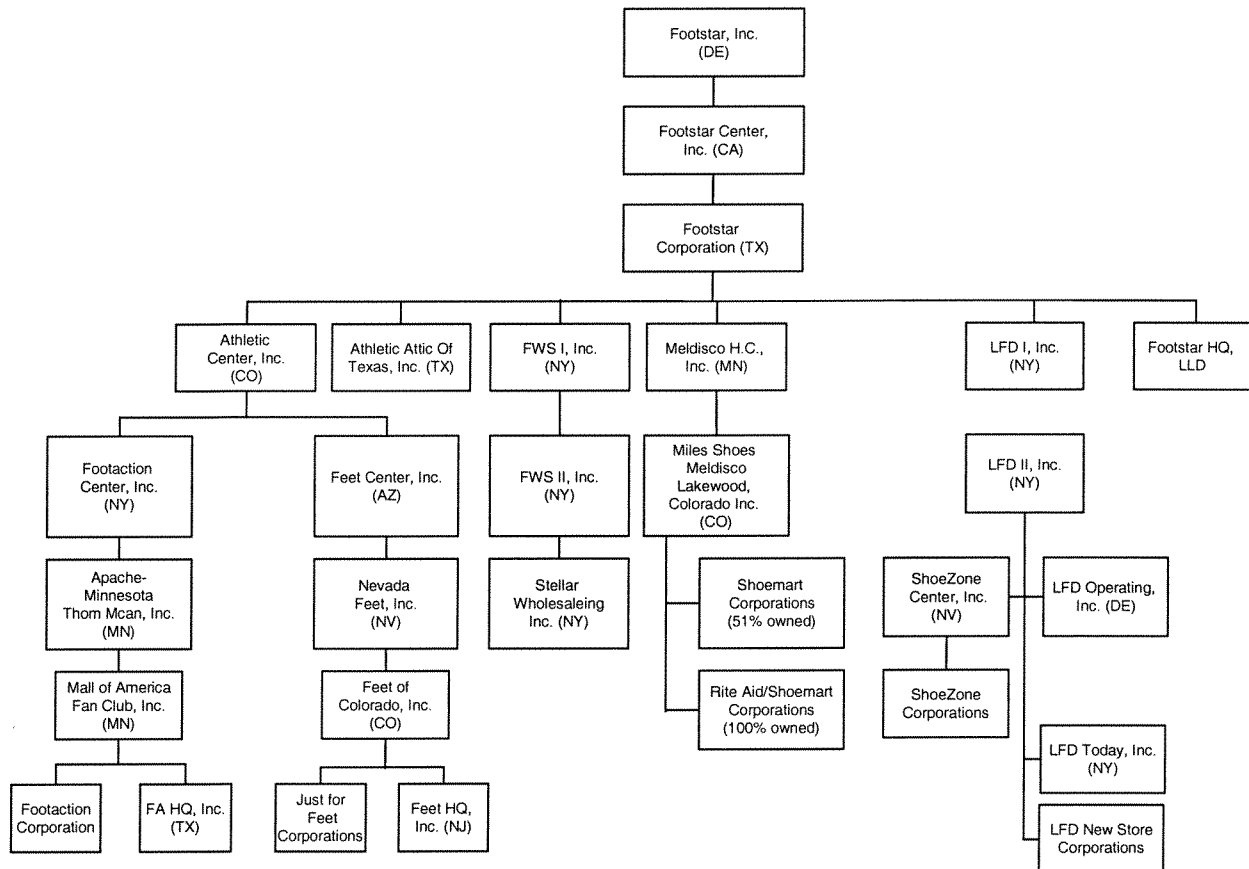 Footstar, Inc.
(DE)
Footstar Center,
Inc. (CA)
Footstar
Corporation (TX)
Athletic
Center, Inc.
(CO)
Athletic Attic Of
Texas, Inc. (TX)
FWS I, Inc.
(NY)
Meldisco H.C.,
Inc. (MN)
LFD I, Inc.
(NY)
Footstar HQ,
LLD
Footaction
Center, Inc.
(NY)
Feet Center, Inc.
(AZ)
FWS II, Inc.
(NY)
Miles Shoes
Meldisco
Lakewood,
Colorado Inc.
(CO)
LFD II, Inc.
(NY)
Apache-
Minnesota
Thom Mcan, Inc.
(MN)
Nevada
Feet, Inc.
(NV)
Stellar
Wholesaleing
Inc. (NY)
Shoemart
Corporations
(51% owned)
ShoeZone
Center, Inc.
(NV)
LFD Operating,
Inc. (DE)
Mall of America
Fan Club, Inc.
(MN)
Feet of
Colorado, Inc.
(CO)
Rite Aid/Shoemart
Corporations
(100% owned)
ShoeZone
Corporations
Footaction
Corporation
FA HQ, Inc.
(TX)
Just for
Feet
Corporations
Feet HQ,
Inc. (NJ)
LFD Today, Inc.
(NY)
LFD New Store
Corporations